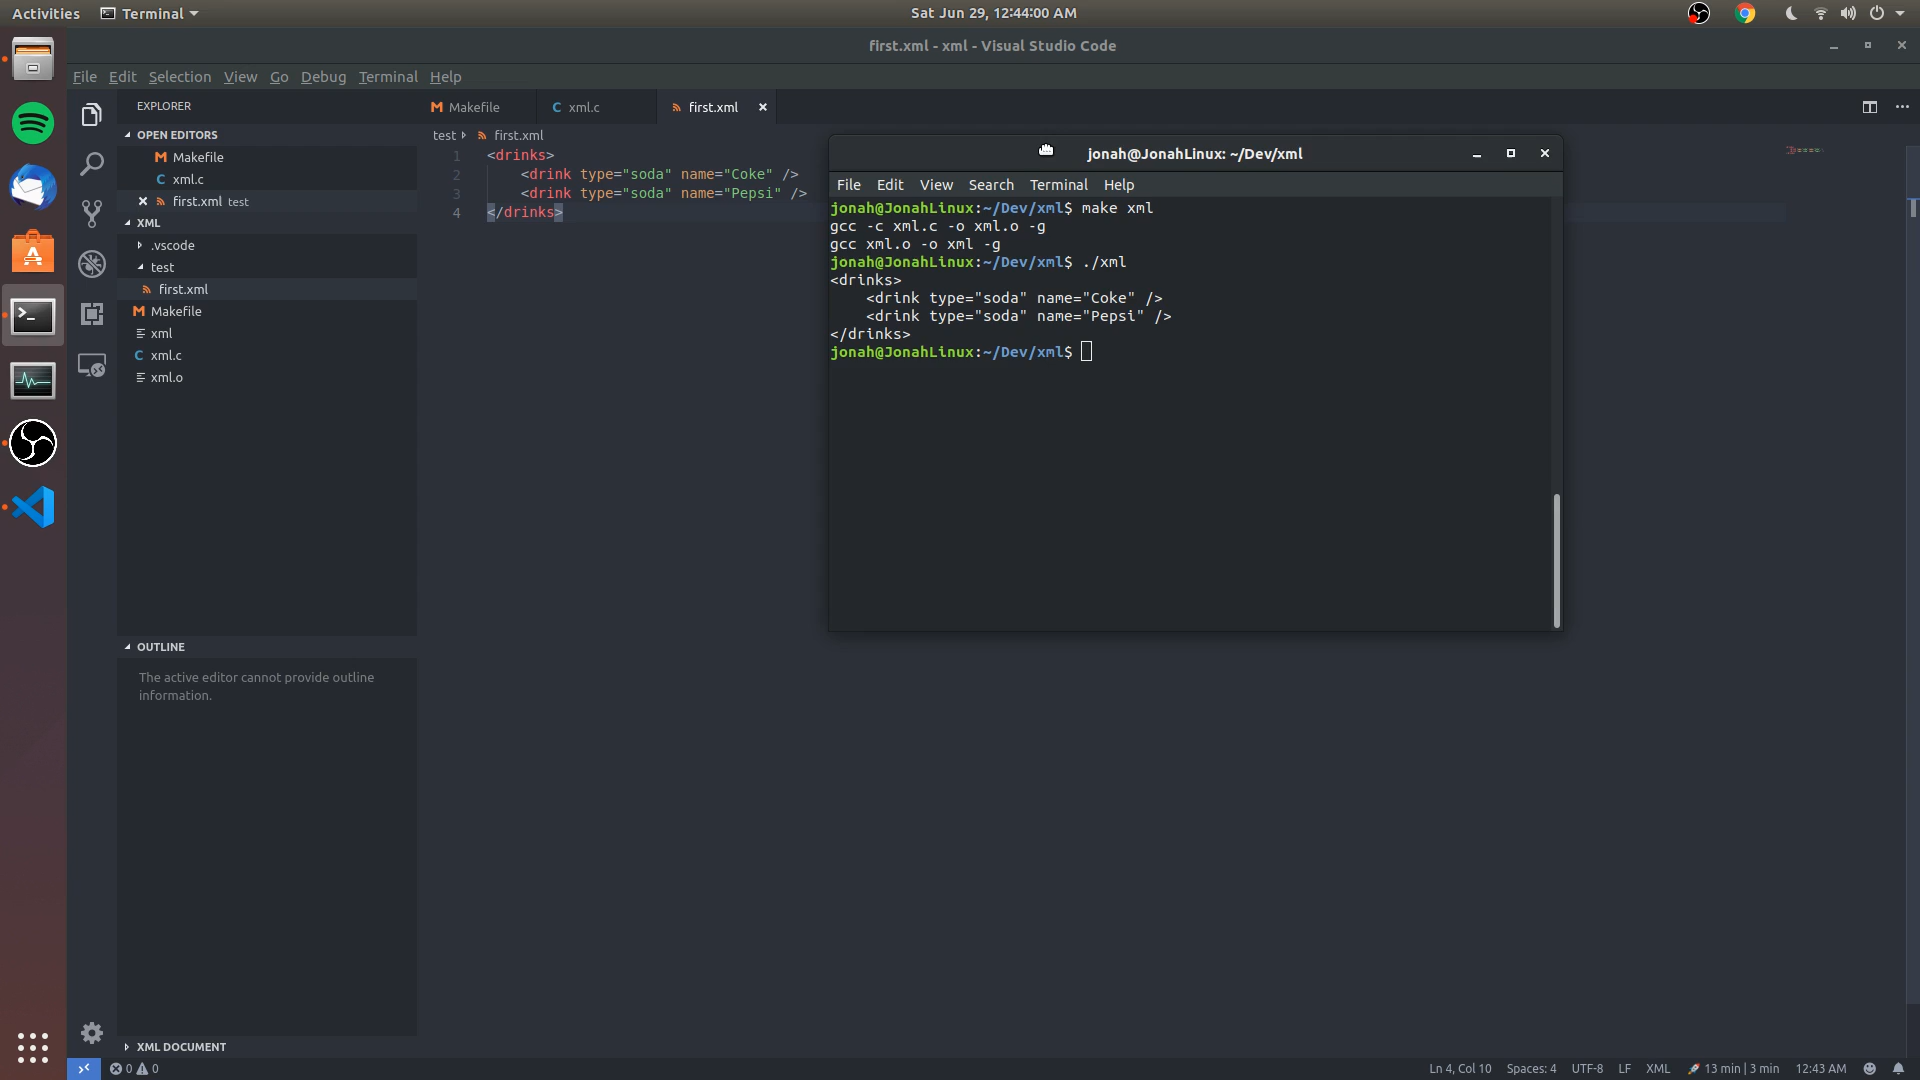 Activities Terminal Sat Jun 29, 12:44:00 AM
first.xml - xml - Visual Studio Code
File Edit Selection View Go Debug Terminal Help
EXPLORER
OPEN EDITORS
M Makefile
C xml.c
first.xml test
XML
.vscode
test
first.xml
M Makefile
xml
C xml.c
xml.o
OUTLINE
The active editor cannot provide outline
information.
XML DOCUMENT
M Makefile C xml.c first.xml
test first.xml
1 <drinks>
2 <drink type="soda" name="Coke" />
3 <drink type="soda" name="Pepsi" />
4 </drinks>
jonah@JonahLinux: ~/Dev/xml
File Edit View Search Terminal Help
jonah@JonahLinux:~/Dev/xml$ make xml
gcc -c xml.c -o xml.o -g
gcc xml.o -o xml -g
jonah@JonahLinux:~/Dev/xml$ ./xml
<drinks>
<drink type="soda" name="Coke" />
<drink type="soda" name="Pepsi" />
</drinks>
jonah@JonahLinux:~/Dev/xml$
0 0 Ln 4, Col 10 Spaces: 4 UTF-8 LF XML 13 min | 3 min 12:43 AM